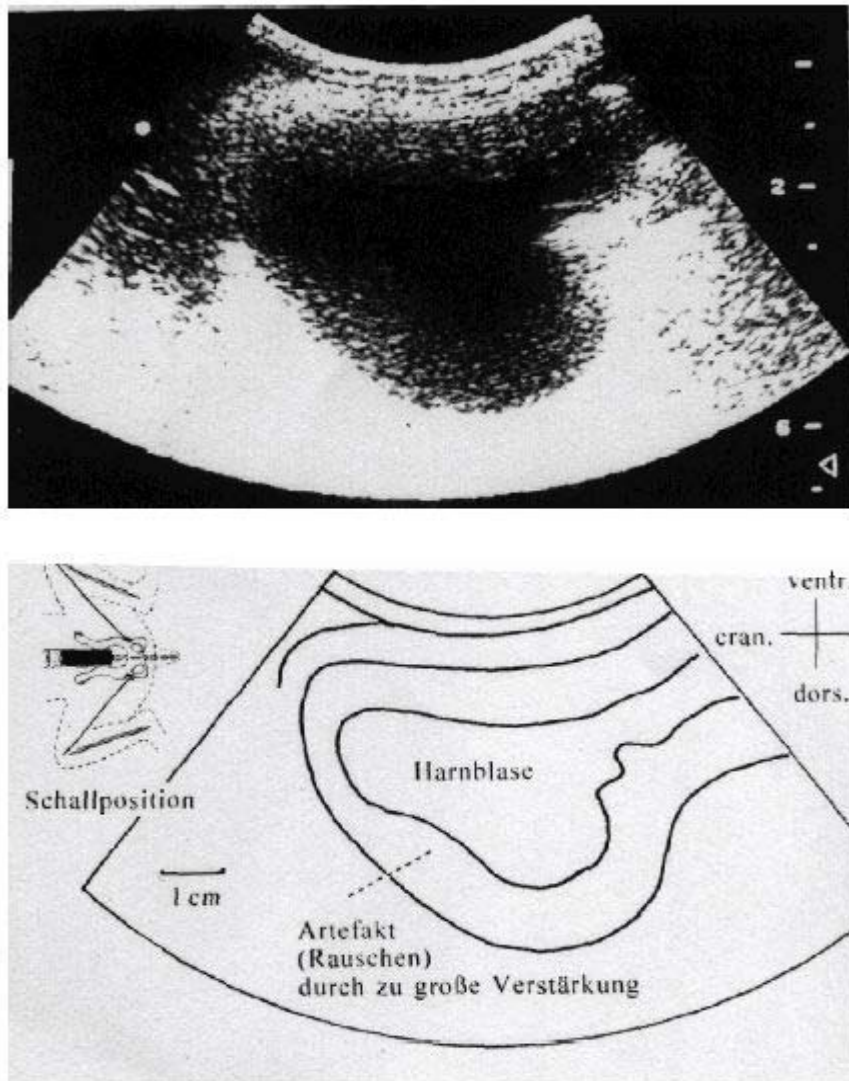 2
6
ventr.
cran.
dors.
Harnblase
Schallposition
1 cm
Artefakt
(Rauschen)
durch zu große Verstärkung